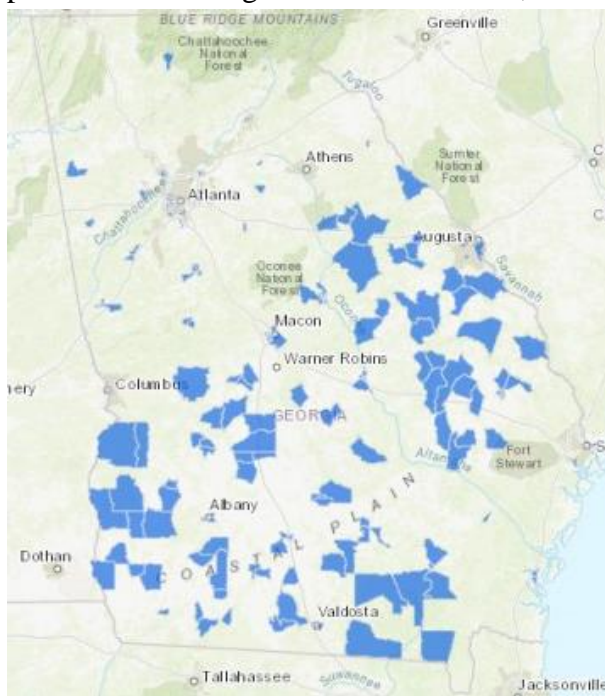 BLUE RIDGE MOUNTAINS
Greenville
Chattahoochee
National
Forest
Tugaloo
Athens
Sumter
National
Forest
C
Atlanta
Chattahoochee
Augusta
Savannah
Oconee
National
Forest
Macon
Warner Robins
Columbus
nery
GEORGIA
Fort
Stewart
S
Altamaha
Albany
COASTAL PLAIN
Dothan
Valdosta
Tallahassee
Suwannee
Jacksonville